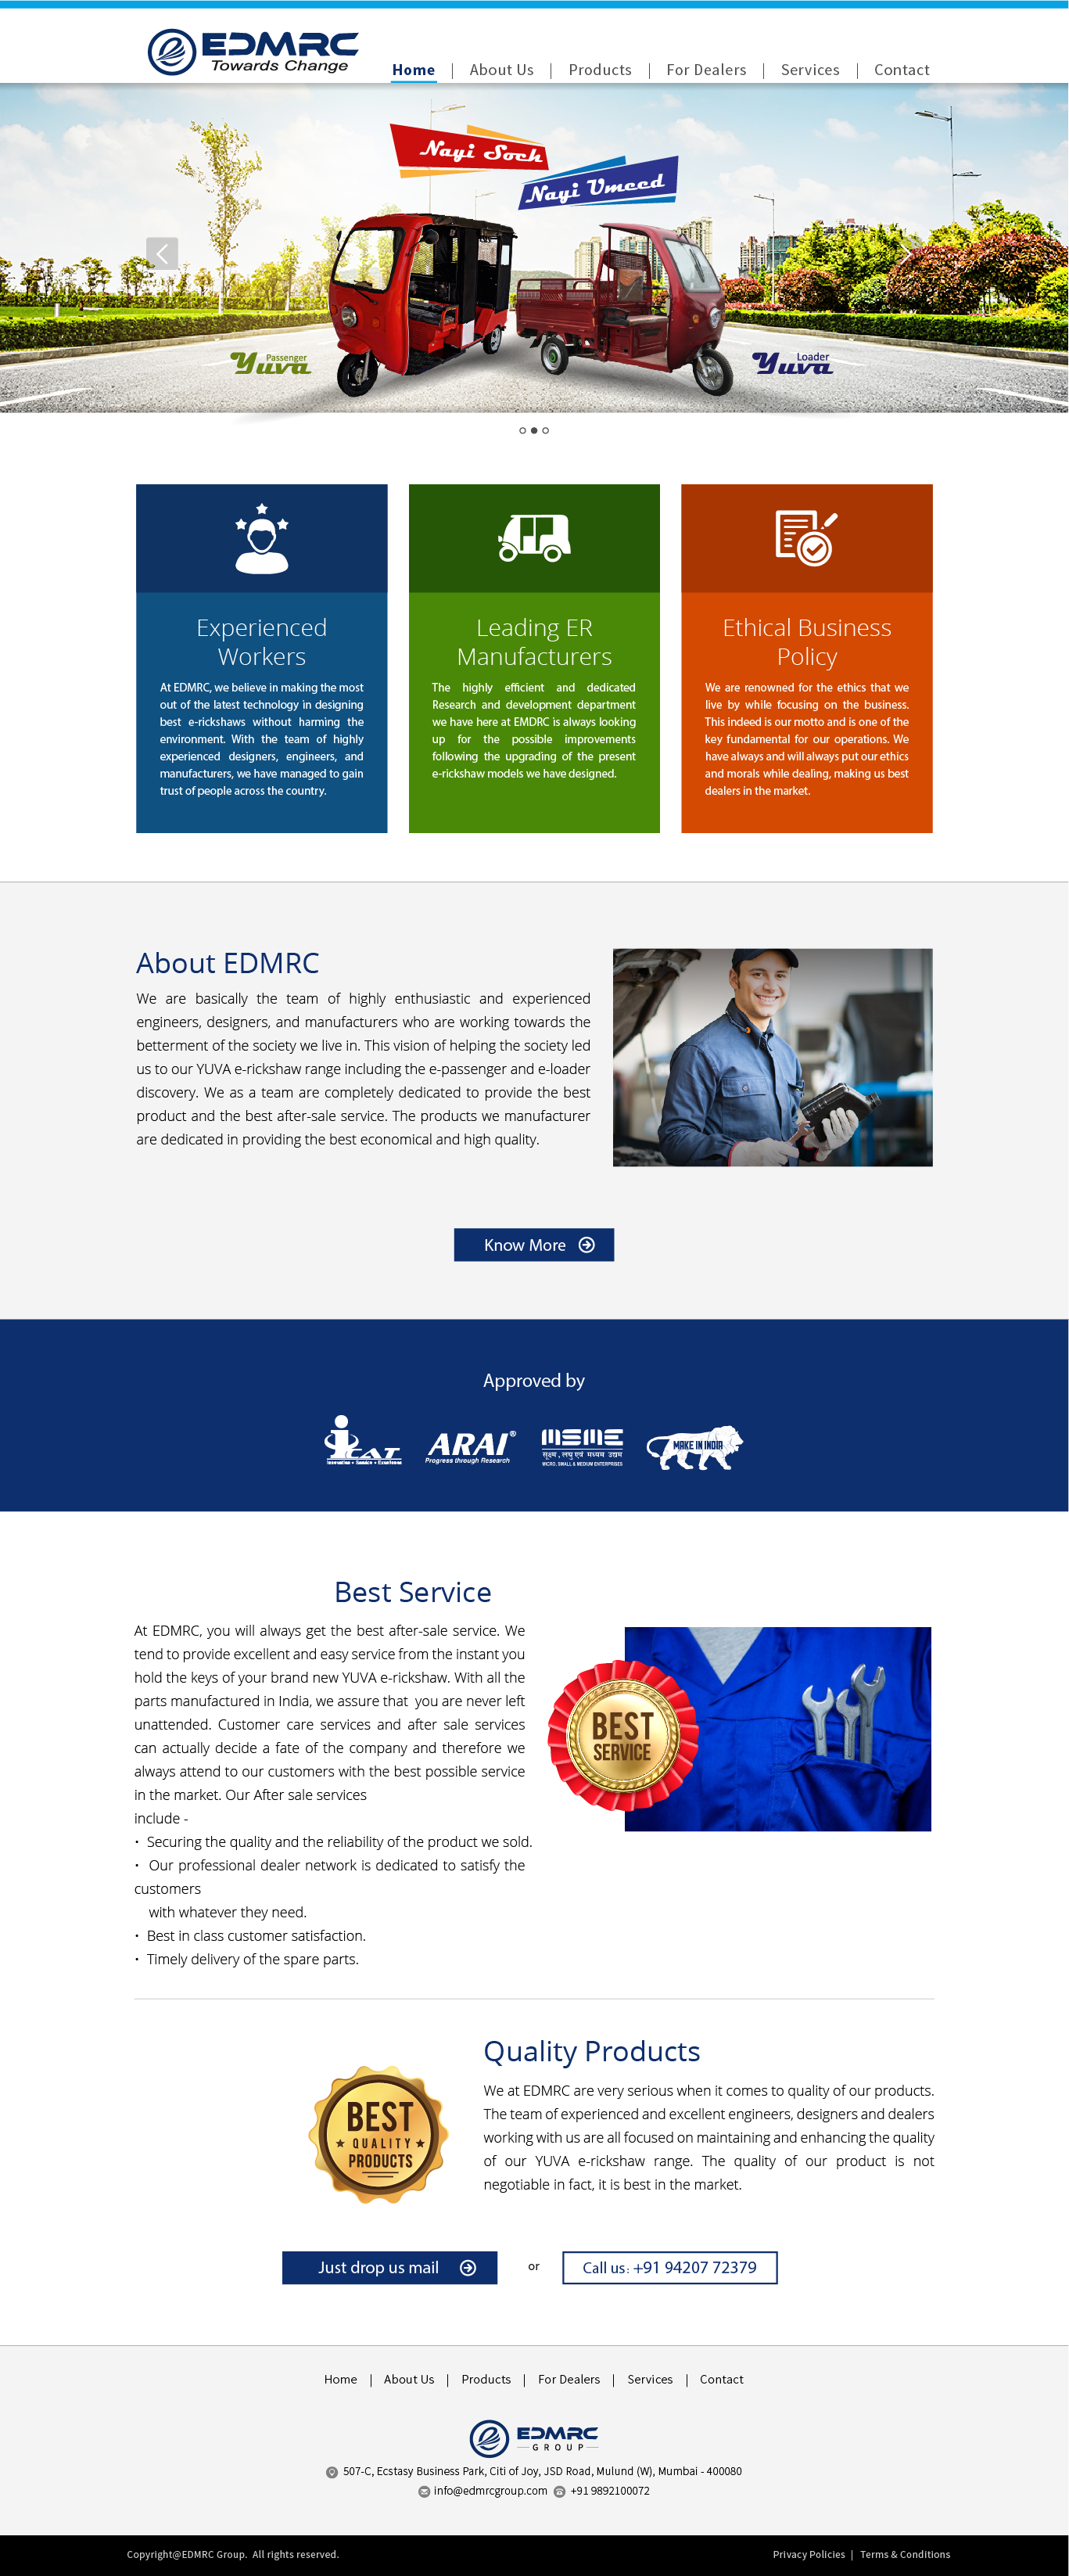 EDMRC
Towards Change
Home | About Us | Products | For Dealers | Services | Contact
Nayi Soch
Nayi Umeed
Passenger
Yuva
Loader
Yuva
Experienced
Workers
At EDMRC, we believe in making the most
out of the latest technology in designing
best e-rickshaws without harming the
environment. With the team of highly
experienced designers, engineers, and
manufacturers, we have managed to gain
trust of people across the country.
Leading ER
Manufacturers
The highly efficient and dedicated
Research and development department
we have here at EMDRC is always looking
up for the possible improvements
following the upgrading of the present
e-rickshaw models we have designed.
Ethical Business
Policy
We are renowned for the ethics that we
live by while focusing on the business.
This indeed is our motto and is one of the
key fundamental for our operations. We
have always and will always put our ethics
and morals while dealing, making us best
dealers in the market.
About EDMRC
We are basically the team of highly enthusiastic and experienced
engineers, designers, and manufacturers who are working towards the
betterment of the society we live in. This vision of helping the society led
us to our YUVA e-rickshaw range including the e-passenger and e-loader
discovery. We as a team are completely dedicated to provide the best
product and the best after-sale service. The products we manufacturer
are dedicated in providing the best economical and high quality.
Know More
Approved by
iCAT
Innovation • Service • Excellence
ARAI®
Progress through Research
MSME
सूक्ष्म, लघु एवं मध्यम उद्यम
MICRO, SMALL & MEDIUM ENTERPRISES
MAKE IN INDIA
Best Service
At EDMRC, you will always get the best after-sale service. We
tend to provide excellent and easy service from the instant you
hold the keys of your brand new YUVA e-rickshaw. With all the
parts manufactured in India, we assure that you are never left
unattended. Customer care services and after sale services
can actually decide a fate of the company and therefore we
always attend to our customers with the best possible service
in the market. Our After sale services
include -
• Securing the quality and the reliability of the product we sold.
• Our professional dealer network is dedicated to satisfy the
customers
with whatever they need.
• Best in class customer satisfaction.
• Timely delivery of the spare parts.
BEST
SERVICE
BEST
QUALITY
PRODUCTS
Quality Products
We at EDMRC are very serious when it comes to quality of our products.
The team of experienced and excellent engineers, designers and dealers
working with us are all focused on maintaining and enhancing the quality
of our YUVA e-rickshaw range. The quality of our product is not
negotiable in fact, it is best in the market.
Just drop us mail
or
Call us: +91 94207 72379
Home | About Us | Products | For Dealers | Services | Contact
EDMRC
GROUP
507-C, Ecstasy Business Park, Citi of Joy, JSD Road, Mulund (W), Mumbai - 400080
info@edmrcgroup.com +91 9892100072
Copyright@EDMRC Group. All rights reserved.
Privacy Policies | Terms & Conditions